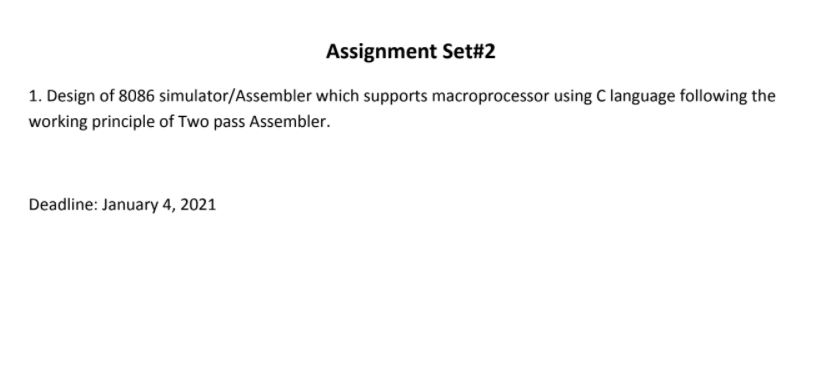 Assignment Set#2
1. Design of 8086 simulator/Assembler which supports macroprocessor using C language following the
working principle of Two pass Assembler.
Deadline: January 4, 2021